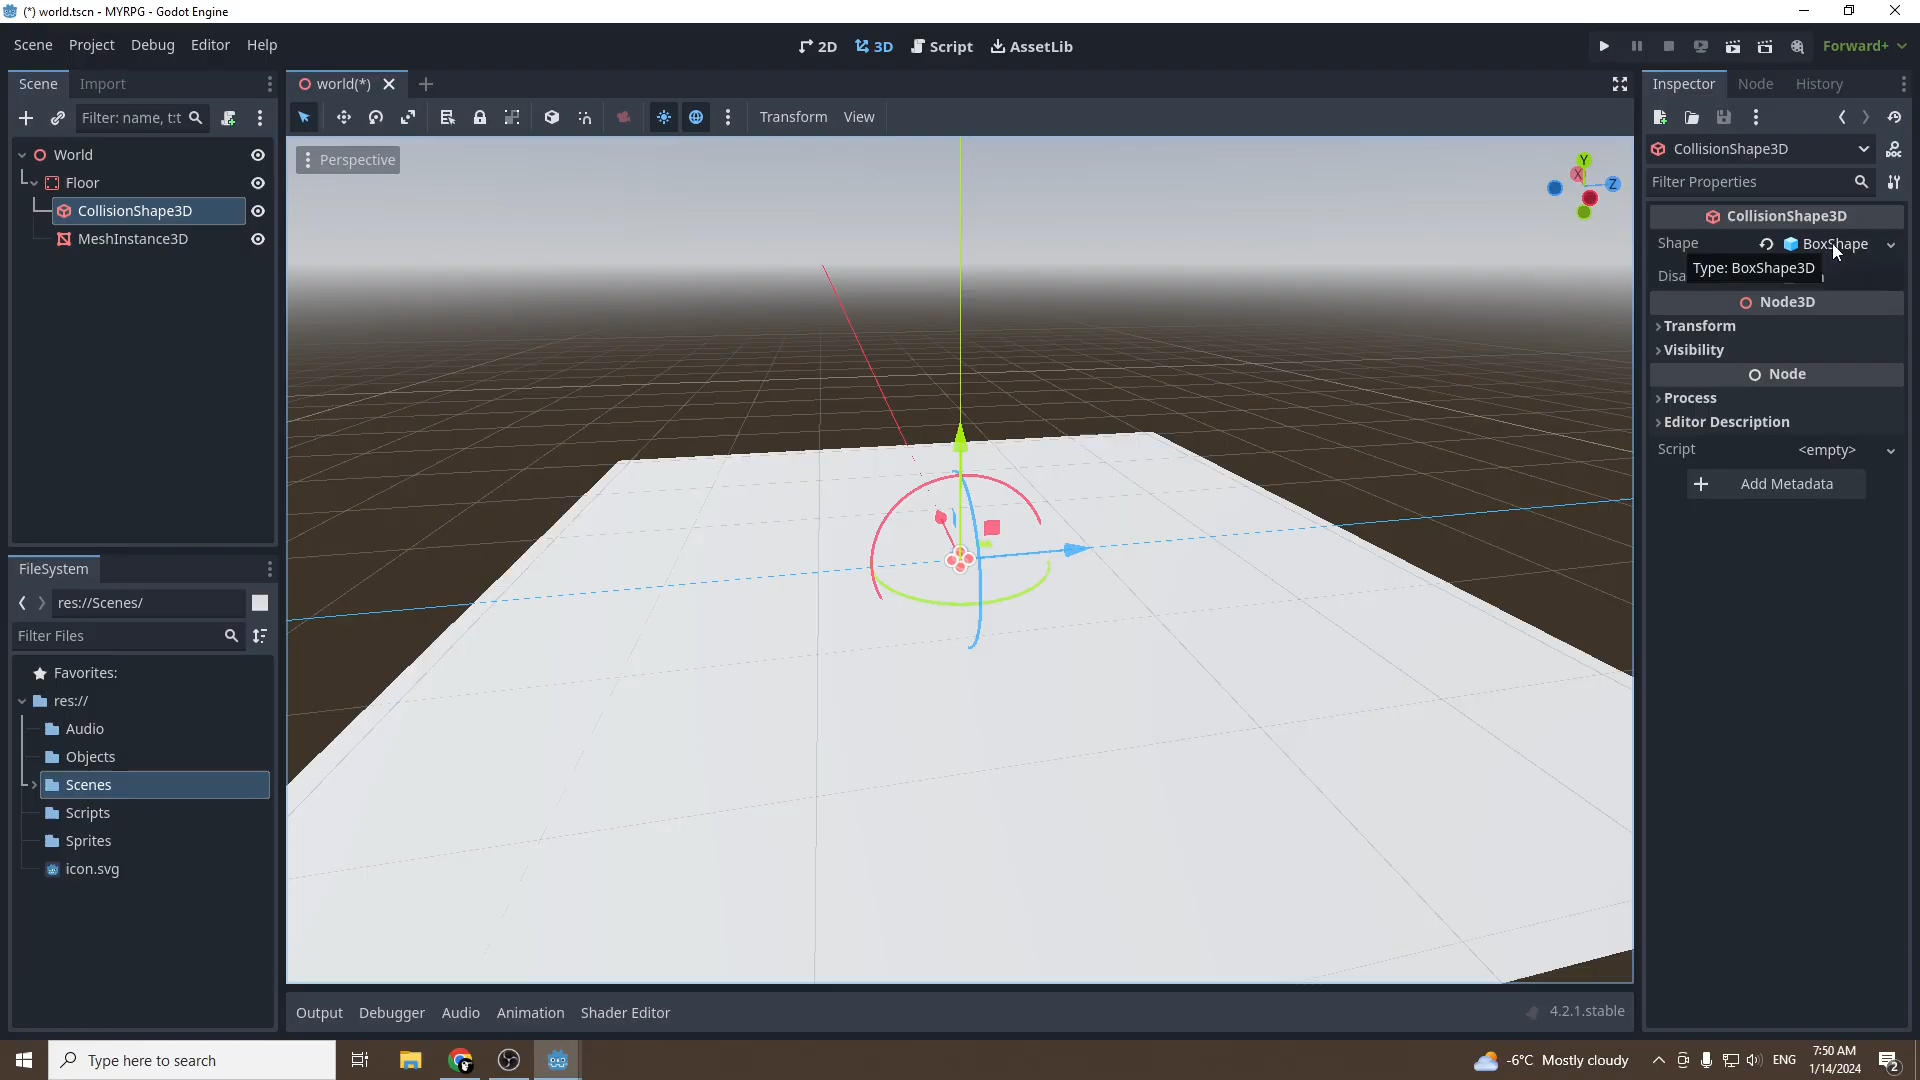 (*) world.tscn - MYRPG - Godot Engine
Scene Project Debug Editor Help
2D 3D Script AssetLib
Forward+
Scene Import
world(*)
Inspector Node History
Filter: name, t:t
Transform View
World
Floor
CollisionShape3D
MeshInstance3D
Perspective
Y
X
Z
CollisionShape3D
DOC
Filter Properties
CollisionShape3D
Shape BoxShape
Type: BoxShape3D
Disa
Node3D
Transform
Visibility
Node
Process
Editor Description
Script <empty>
Add Metadata
FileSystem
res://Scenes/
Filter Files
Favorites:
res://
Audio
Objects
Scenes
Scripts
Sprites
icon.svg
Output Debugger Audio Animation Shader Editor
4.2.1.stable
Type here to search
-6°C Mostly cloudy
ENG
7:50 AM
1/14/2024
2